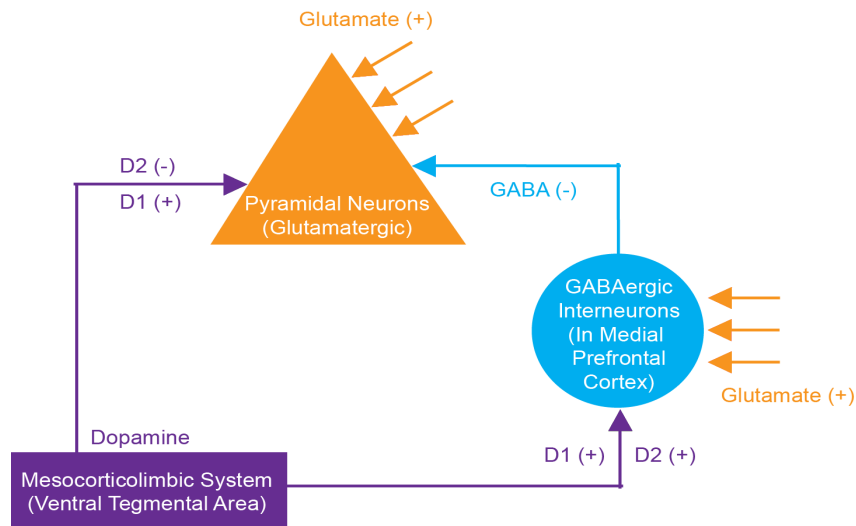 Glutamate (+)
D2 (-)
D1 (+)
GABA (-)
Pyramidal Neurons
(Glutamatergic)
GABAergic
Interneurons
(In Medial
Prefrontal
Cortex)
Glutamate (+)
Dopamine
D1 (+) D2 (+)
Mesocorticolimbic System
(Ventral Tegmental Area)